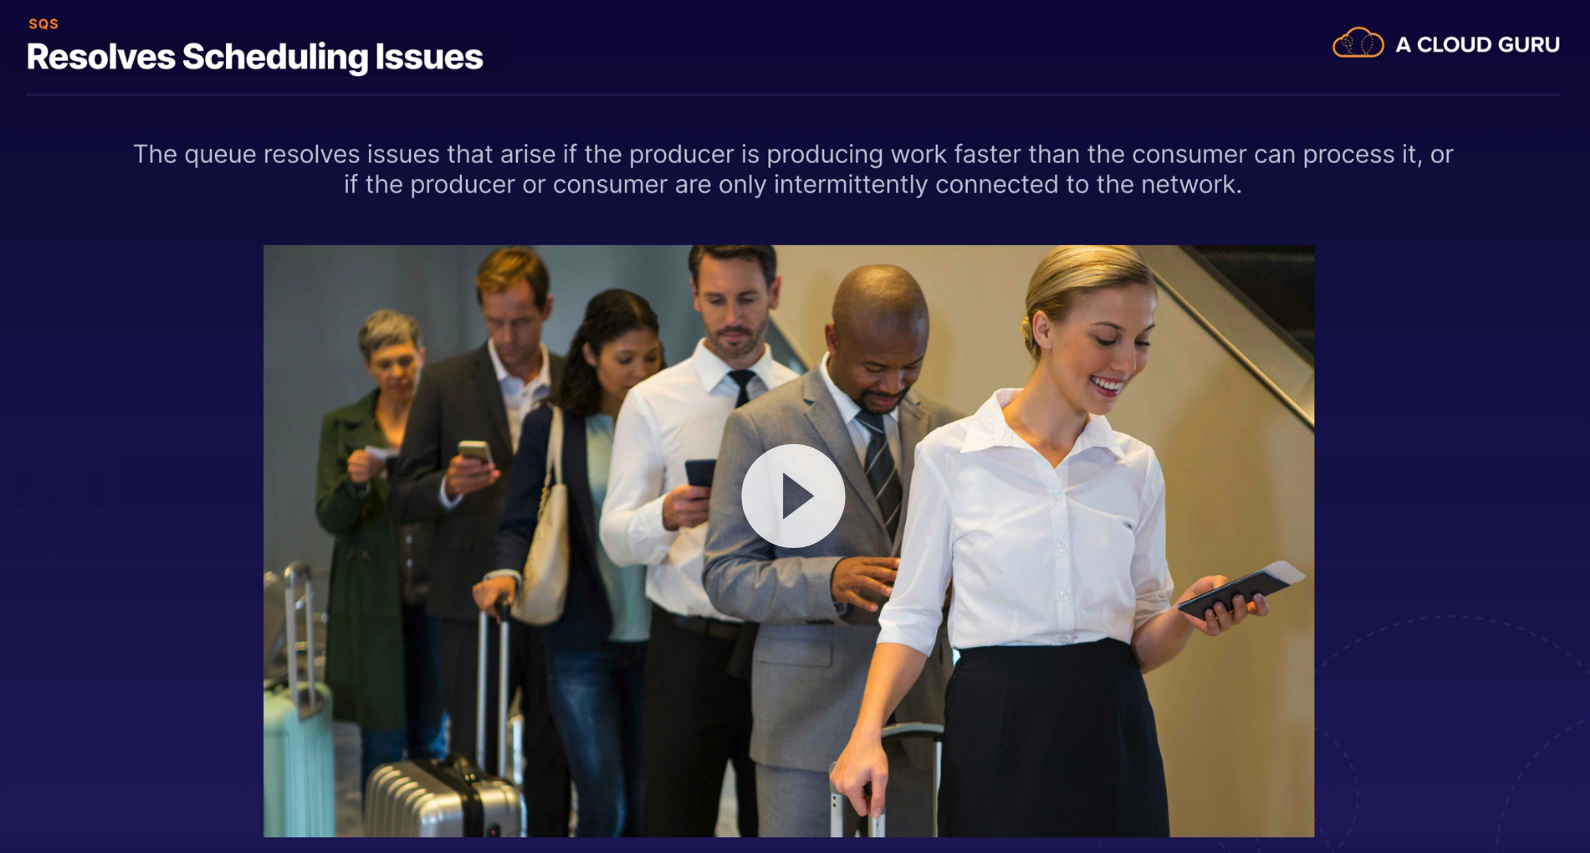 SQS
Resolves Scheduling Issues
A CLOUD GURU
The queue resolves issues that arise if the producer is producing work faster than the consumer can process it, or
if the producer or consumer are only intermittently connected to the network.